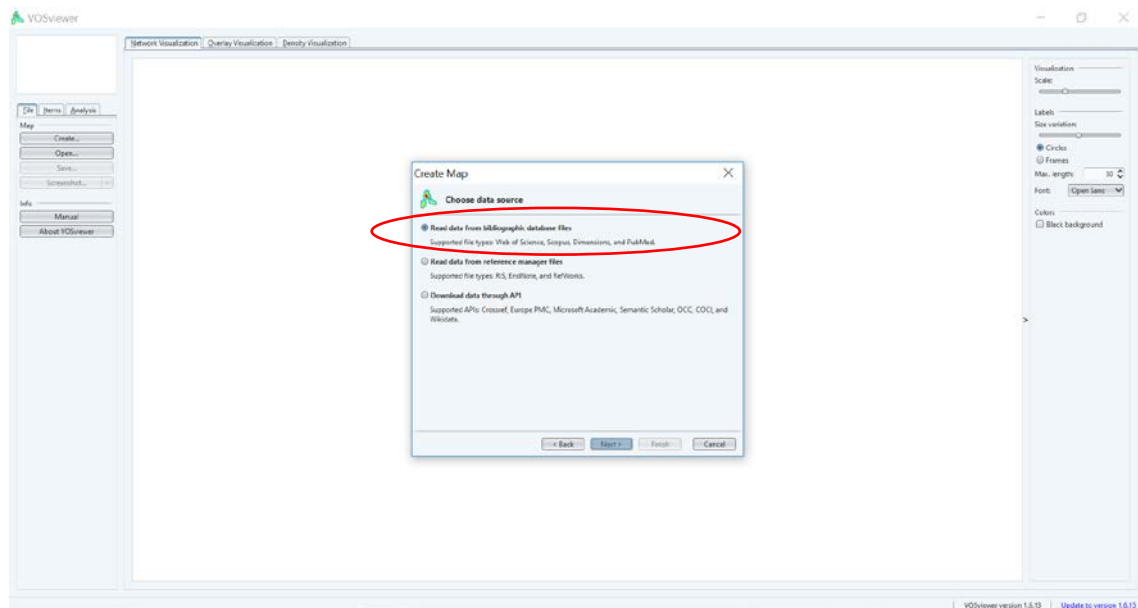 VOSviewer
Network Visualization Overlay Visualization Density Visualization
File Items Analysis
Map
Create...
Open...
Save...
Screenshot...
Info
Manual
About VOSviewer
Create Map
Choose data source
Read data from bibliographic database files
Supported file types: Web of Science, Scopus, Dimensions, and PubMed.
Read data from reference manager files
Supported file types: RIS, EndNote, and RefWorks.
Download data through API
Supported APIs: Crossref, Europe PMC, Microsoft Academic, Semantic Scholar, OCC, COCI, and
Wikidata.
< Back Next > Finish Cancel
Visualization
Scale:
Labels
Size variation:
Circles
Frames
Max. length: 30
Font: Open Sans
Colors
Black background
>
VOSviewer version 1.6.13 Update to version 1.6.15